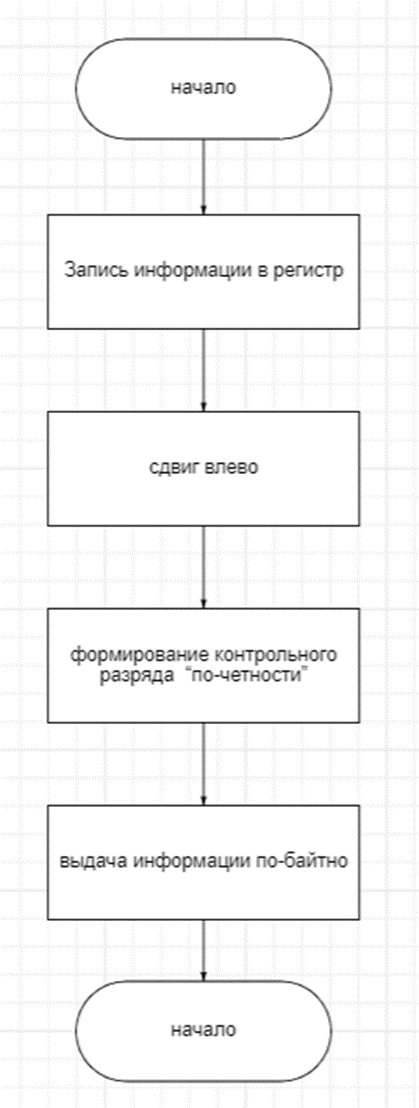 начало
Запись информации в регистр
сдвиг влево
формирование контрольного
разряда “по-четности”
выдача информации по-байтно
начало